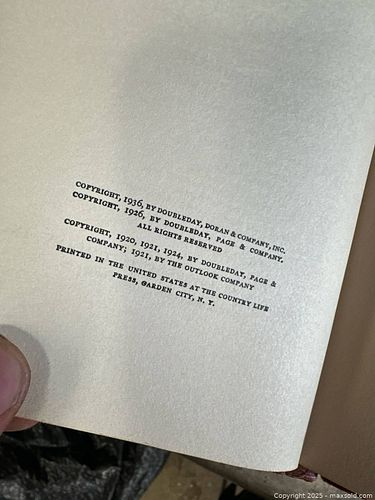 COPYRIGHT, 1936, BY DOUBLEDAY, DORAN & COMPANY, INC.
COPYRIGHT, 1926, BY DOUBLEDAY, PAGE & COMPANY.
ALL RIGHTS RESERVED
COPYRIGHT, 1920, 1921, 1924, BY DOUBLEDAY, PAGE &
COMPANY; 1921, BY THE OUTLOOK COMPANY
PRINTED IN THE UNITED STATES AT THE COUNTRY LIFE
PRESS, GARDEN CITY, N. Y.
Copyright 2025 - maxsold.com